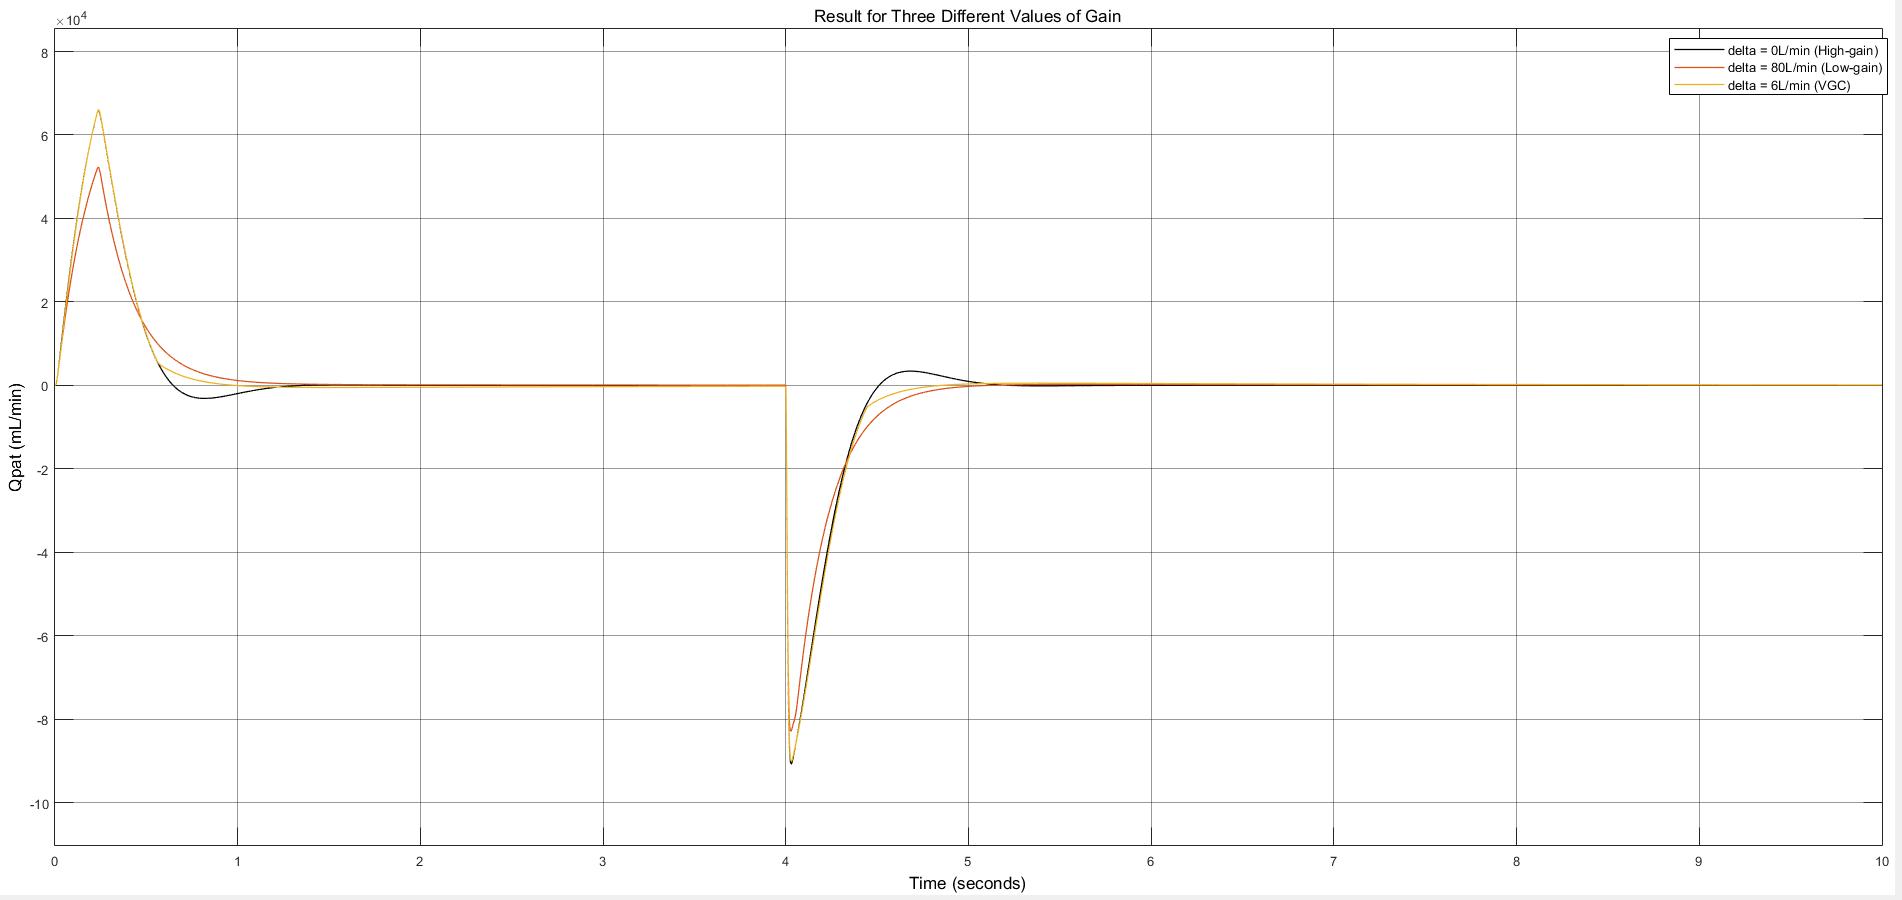 Result for Three Different Values of Gain
×10⁴
8
6
4
2
0
-2
-4
-6
-8
-10
Qpat (mL/min)
delta = 0L/min (High-gain)
delta = 80L/min (Low-gain)
delta = 6L/min (VGC)
0 1 2 3 4 5 6 7 8 9 10
Time (seconds)